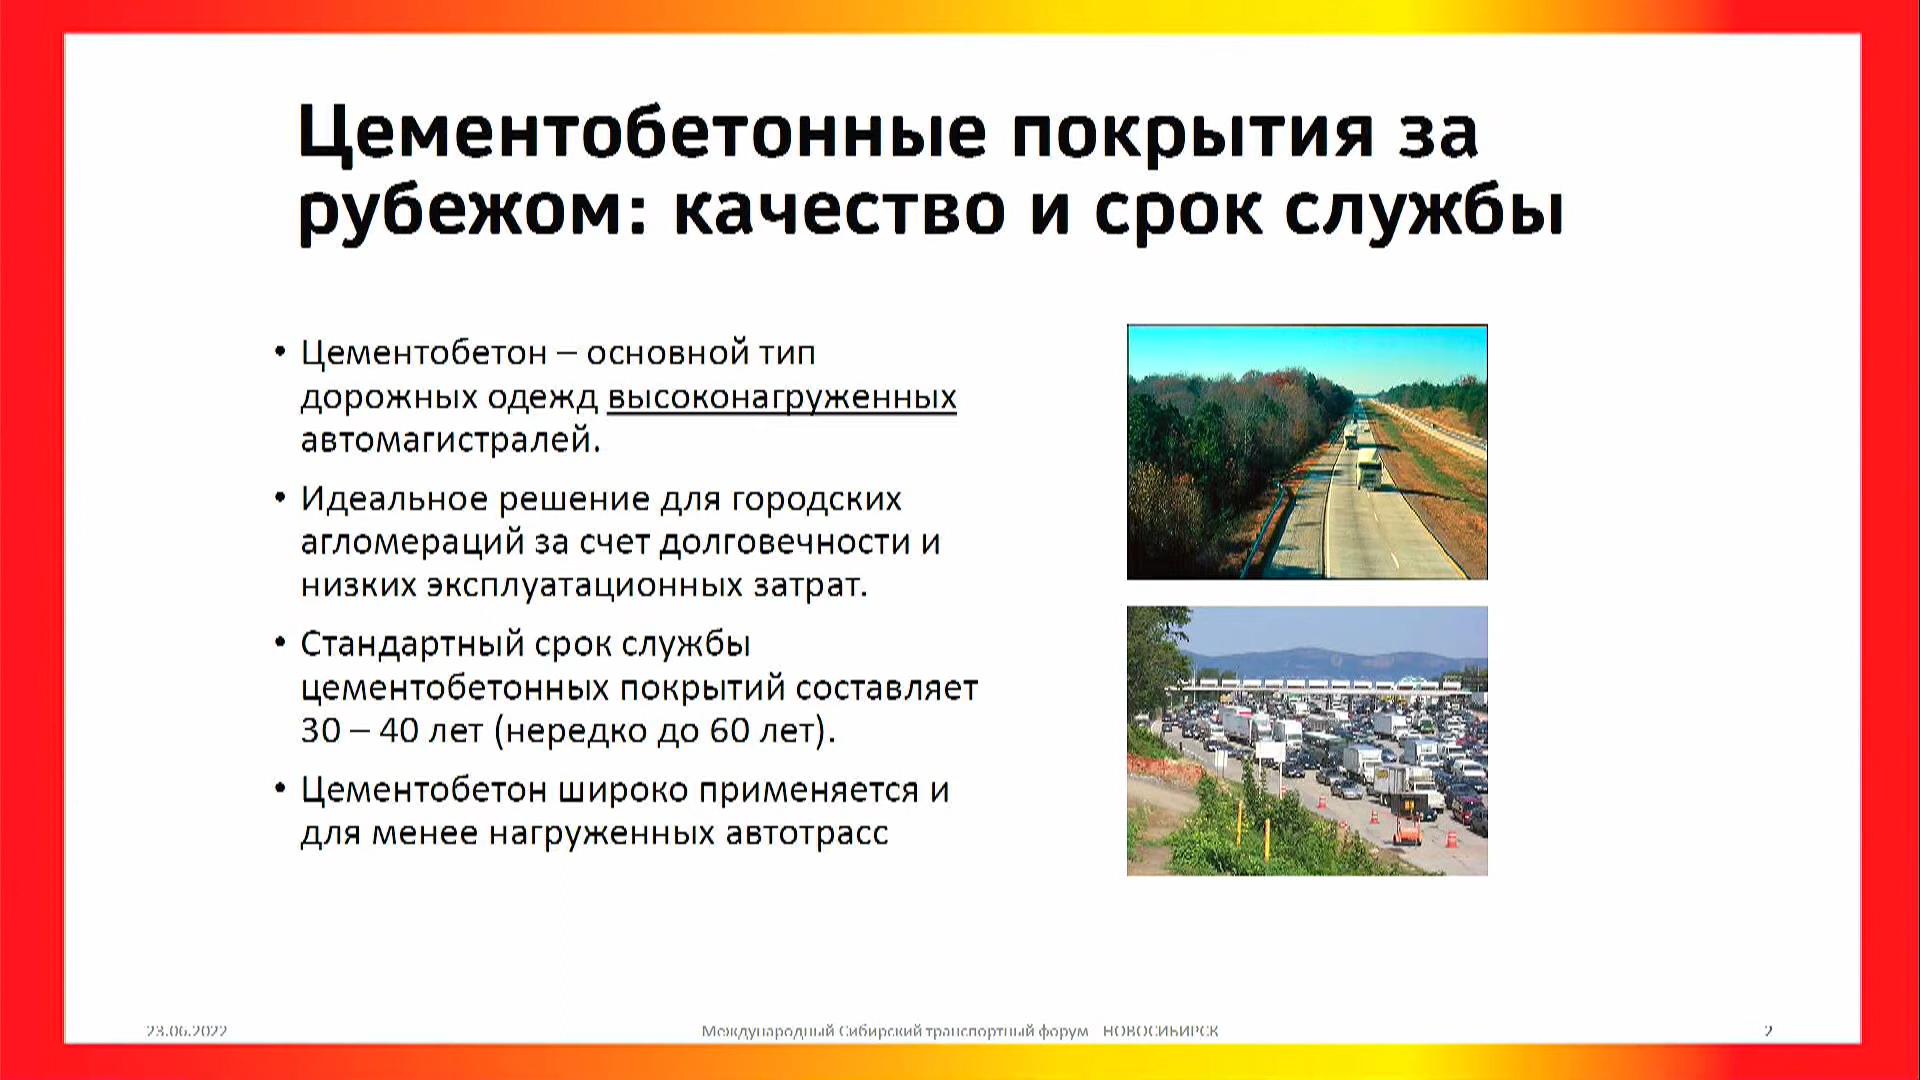 Цементобетонные покрытия за
рубежом: качество и срок службы
• Цементобетон – основной тип
дорожных одежд высоконагруженных
автомагистралей.
• Идеальное решение для городских
агломераций за счет долговечности и
низких эксплуатационных затрат.
• Стандартный срок службы
цементобетонных покрытий составляет
30 – 40 лет (нередко до 60 лет).
• Цементобетон широко применяется и
для менее нагруженных автотрасс
23.06.2022
Международный Сибирский транспортный форум НОВОСИБИРСК
2